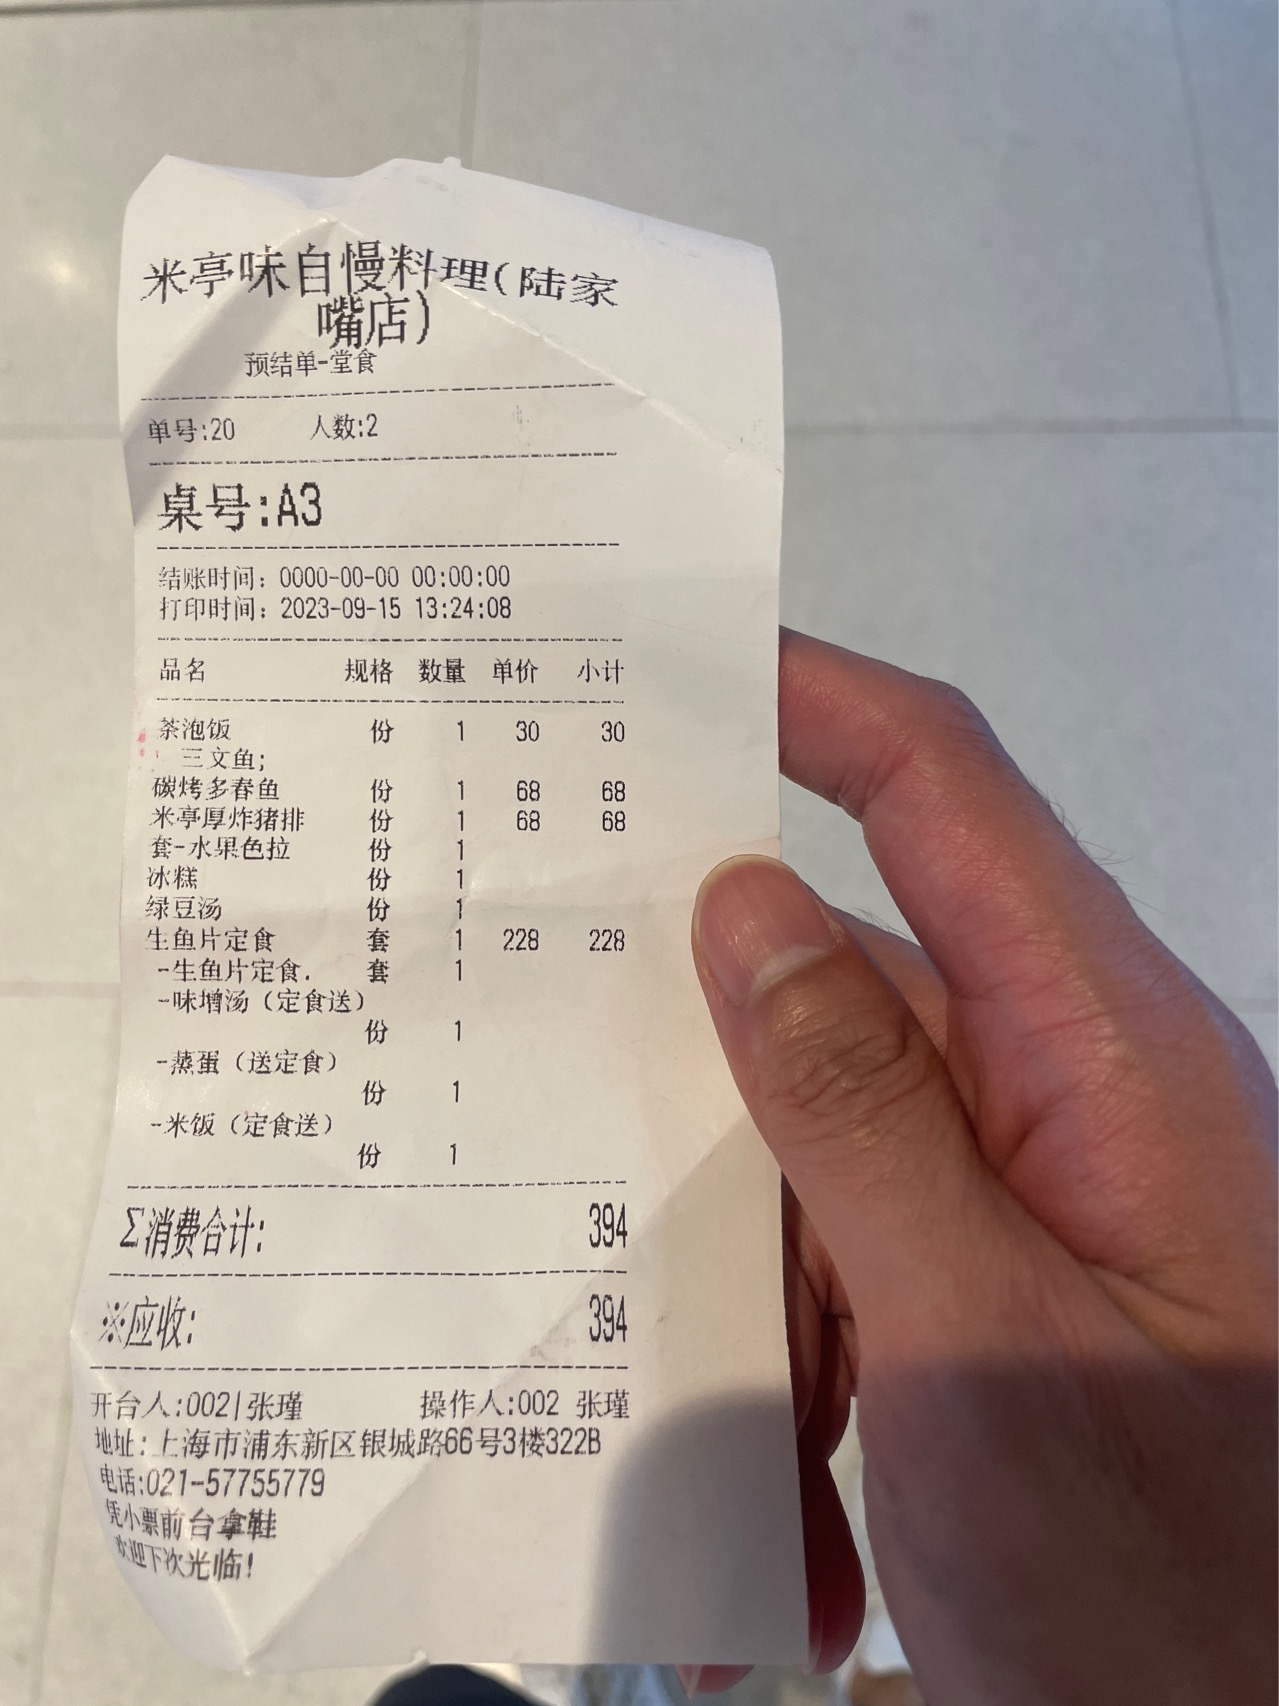 米亭味自慢料理(陆家
嘴店)
预结单-堂食
单号:20 人数:2
桌号:A3
结账时间: 0000-00-00 00:00:00
打印时间: 2023-09-15 13:24:08
品名 规格 数量 单价 小计
茶泡饭 份 1 30 30
三文鱼;
碳烤多春鱼 份 1 68 68
米亭厚炸猪排 份 1 68 68
套-水果色拉 份 1
冰糕 份 1
绿豆汤 份 1
生鱼片定食 套 1 228 228
-生鱼片定食. 套 1
-味增汤（定食送）
份 1
-蒸蛋（送定食）
份 1
-米饭（定食送）
份 1
Σ消费合计: 394
※应收: 394
开台人:002|张瑾 操作人:002 张瑾
地址:上海市浦东新区银城路66号3楼322B
电话:021-57755779
凭小票前台拿鞋
欢迎下次光临!